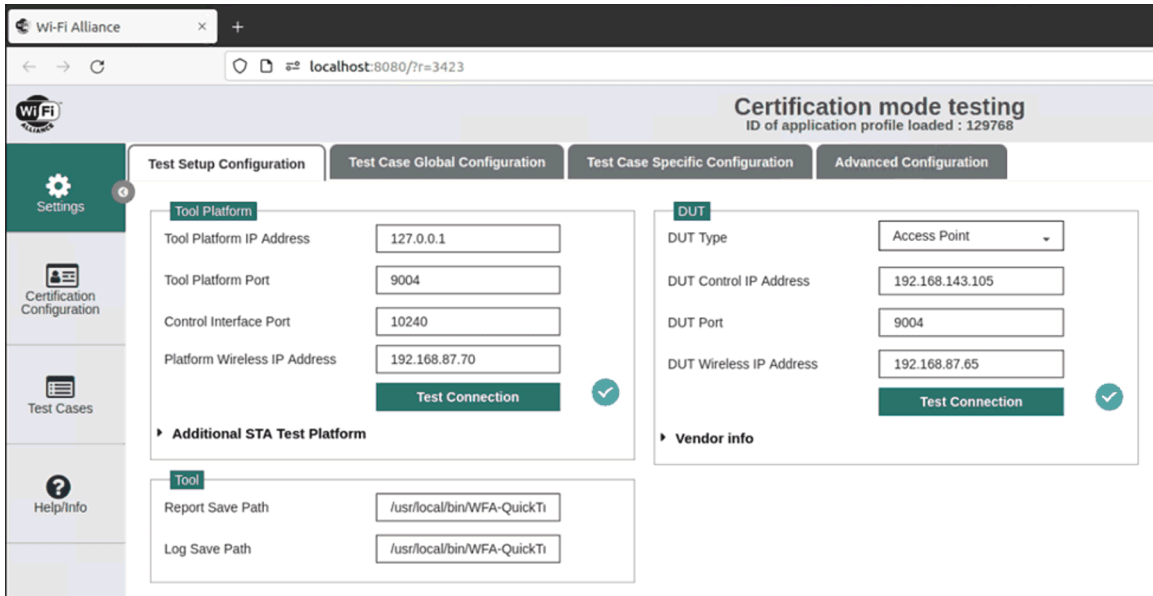 Wi-Fi Alliance
localhost:8080/?r=3423
Wi Fi
ALLIANCE
Certification mode testing
ID of application profile loaded : 129768
Settings
Certification
Configuration
Test Cases
Help/Info
Test Setup Configuration
Test Case Global Configuration
Test Case Specific Configuration
Advanced Configuration
Tool Platform
Tool Platform IP Address 127.0.0.1
Tool Platform Port 9004
Control Interface Port 10240
Platform Wireless IP Address 192.168.87.70
Test Connection
Additional STA Test Platform
DUT
DUT Type Access Point
DUT Control IP Address 192.168.143.105
DUT Port 9004
DUT Wireless IP Address 192.168.87.65
Test Connection
Vendor info
Tool
Report Save Path /usr/local/bin/WFA-QuickT
Log Save Path /usr/local/bin/WFA-QuickT